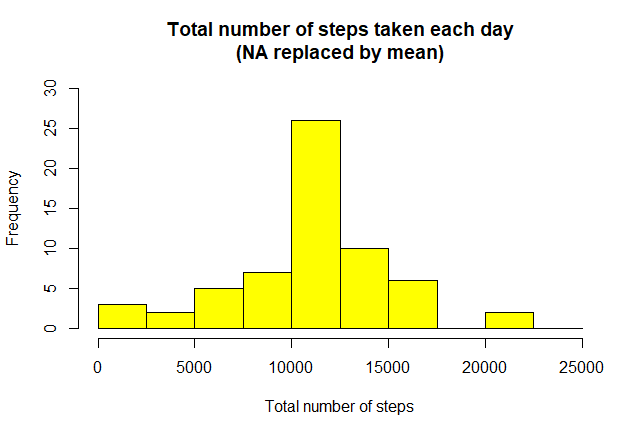 Total number of steps taken each day
(NA replaced by mean)
Frequency
30
25
20
15
10
5
0
0 5000 10000 15000 20000 25000
Total number of steps